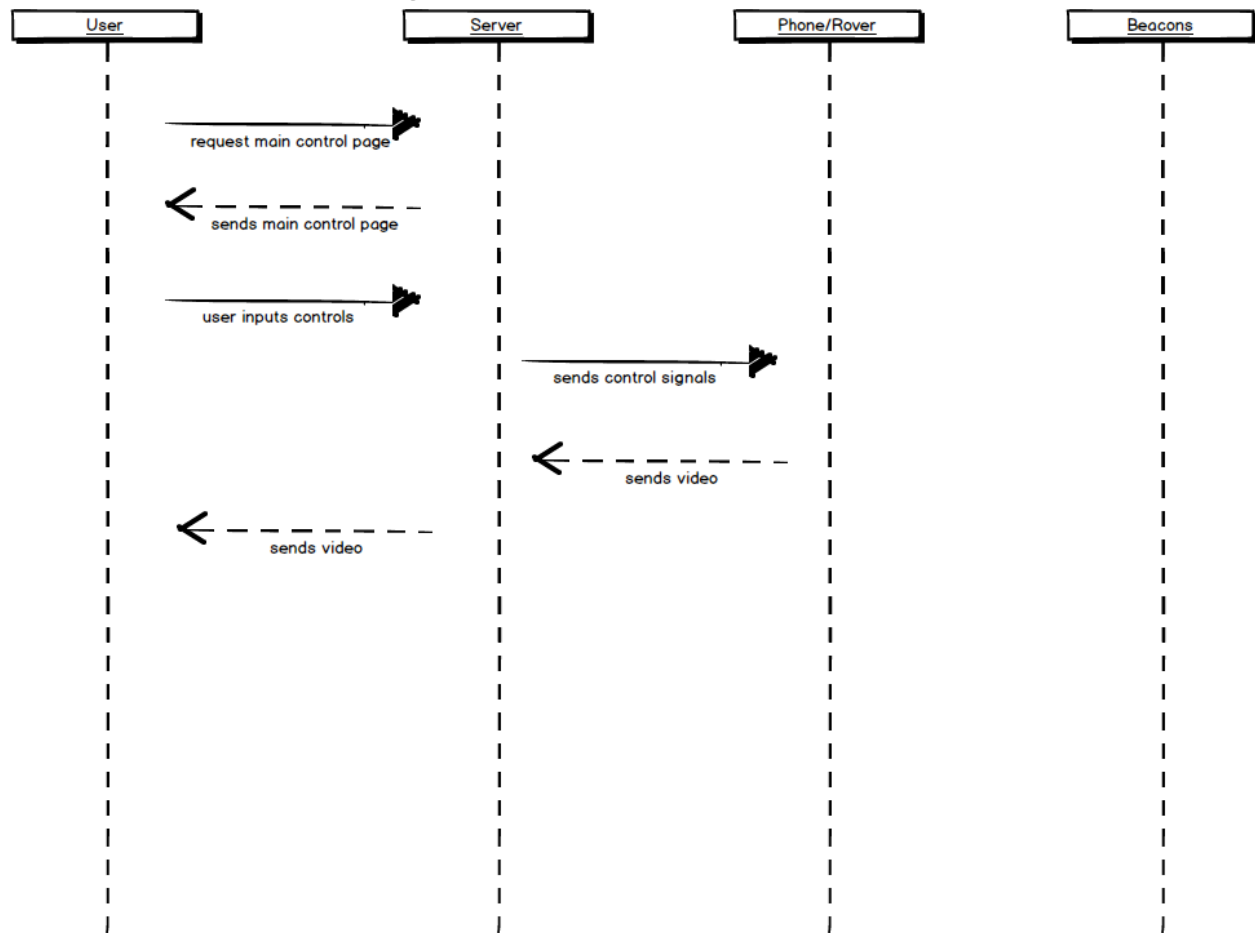 User
Server
Phone/Rover
Beacons
request main control page
sends main control page
user inputs controls
sends control signals
sends video
sends video